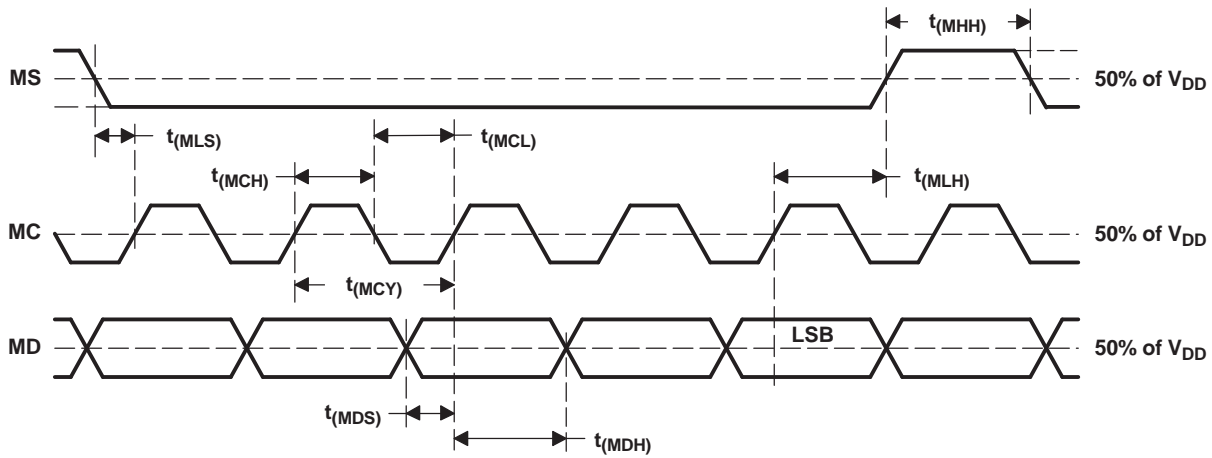 t(MHH)
MS
50% of VDD
t(MLS)
t(MCL)
t(MCH)
t(MLH)
MC
50% of VDD
t(MCY)
MD
LSB
50% of VDD
t(MDS)
t(MDH)